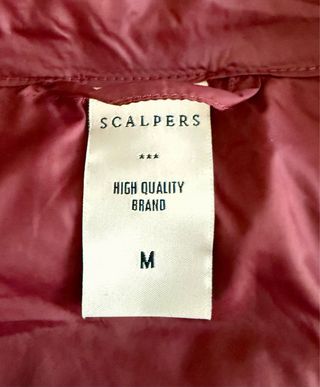 SCALPERS
***
HIGH QUALITY
BRAND
M